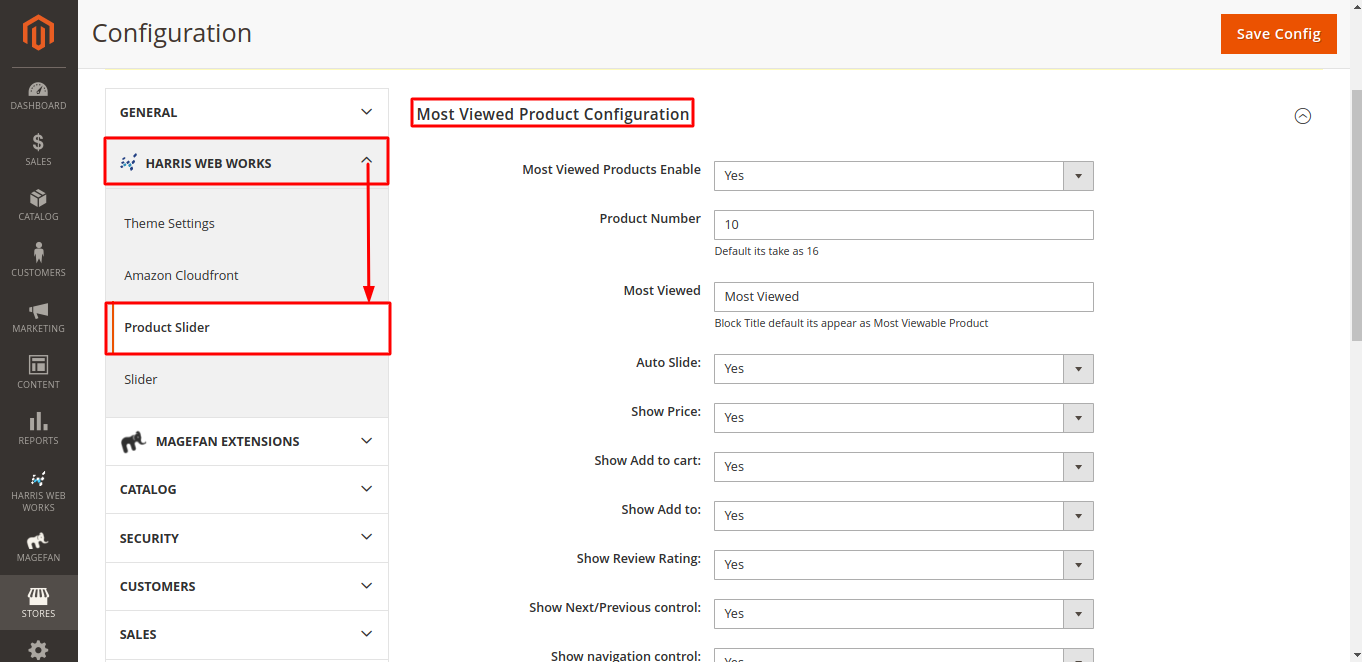 Configuration
Save Config
DASHBOARD
$
SALES
CATALOG
CUSTOMERS
MARKETING
CONTENT
REPORTS
HARRIS WEB
WORKS
MAGEFAN
STORES
GENERAL
HARRIS WEB WORKS
Theme Settings
Amazon Cloudfront
Product Slider
Slider
MAGEFAN EXTENSIONS
CATALOG
SECURITY
CUSTOMERS
SALES
Most Viewed Product Configuration
Most Viewed Products Enable Yes
Product Number 10
Default its take as 16
Most Viewed Most Viewed
Block Title default its appear as Most Viewable Product
Auto Slide: Yes
Show Price: Yes
Show Add to cart: Yes
Show Add to: Yes
Show Review Rating: Yes
Show Next/Previous control: Yes
Show navigation control: Yes